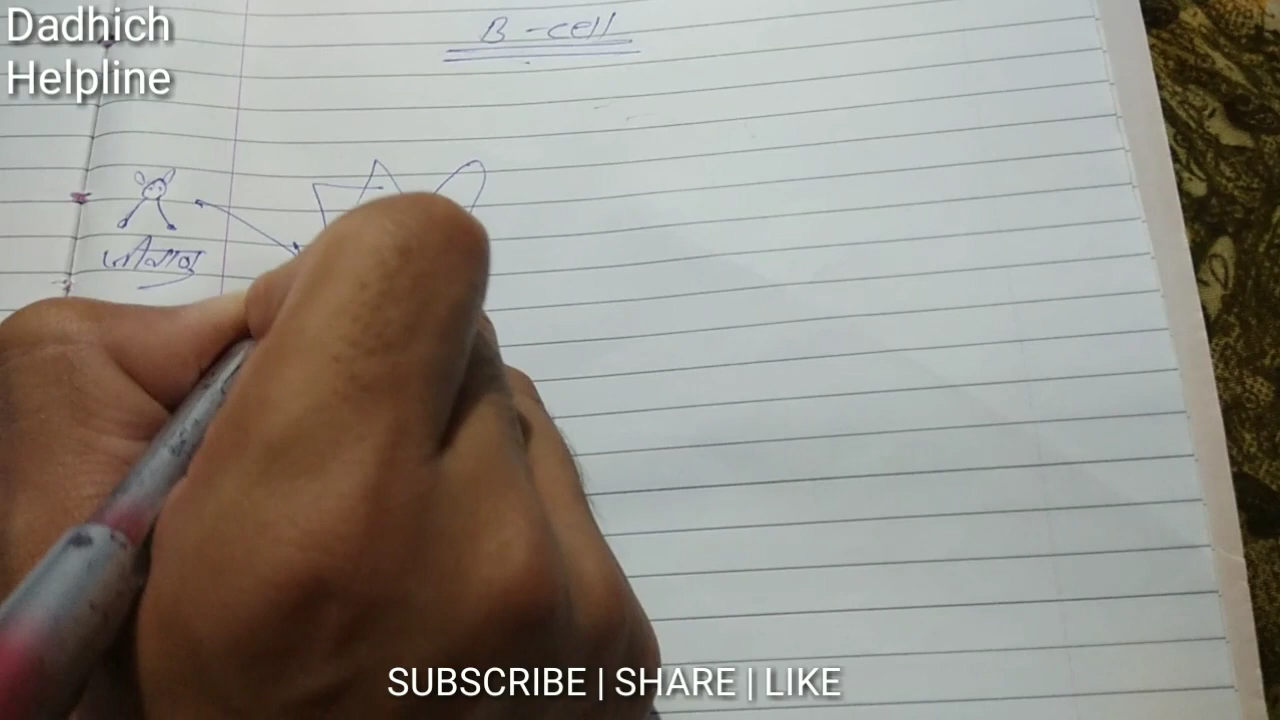 Dadhich
Helpline
B-cell
जीवाणु
SUBSCRIBE | SHARE | LIKE